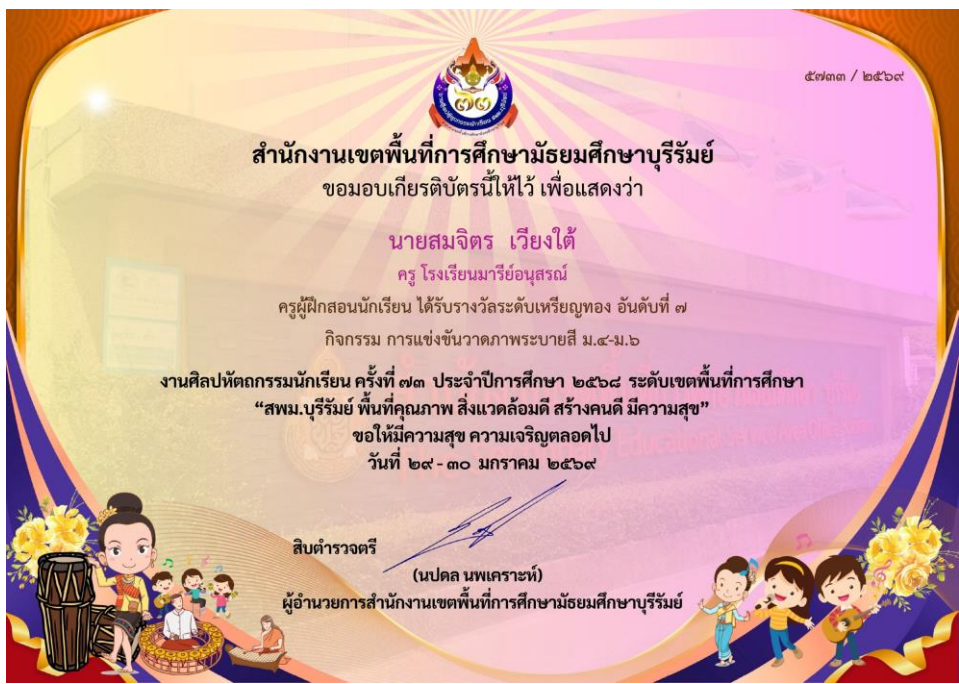 ๕๗๓๓ / ๒๕๖๙
๗๓
สำนักงานเขตพื้นที่การศึกษามัธยมศึกษาบุรีรัมย์
ขอมอบเกียรติบัตรนี้ให้ไว้ เพื่อแสดงว่า
นายสมจิตร เวียงใต้
ครู โรงเรียนมารีย์อนุสรณ์
ครูผู้ฝึกสอนนักเรียน ได้รับรางวัลระดับเหรียญทอง อันดับที่ ๗
กิจกรรม การแข่งขันวาดภาพระบายสี ม.๔-ม.๖
งานศิลปหัตถกรรมนักเรียน ครั้งที่ ๗๓ ประจำปีการศึกษา ๒๕๖๘ ระดับเขตพื้นที่การศึกษา
“สพม.บุรีรัมย์ พื้นที่คุณภาพ สิ่งแวดล้อมดี สร้างคนดี มีความสุข”
ขอให้มีความสุข ความเจริญตลอดไป
วันที่ ๒๙ - ๓๐ มกราคม ๒๕๖๙
สิบตำรวจตรี
(นปดล นพเคราะห์)
ผู้อำนวยการสำนักงานเขตพื้นที่การศึกษามัธยมศึกษาบุรีรัมย์